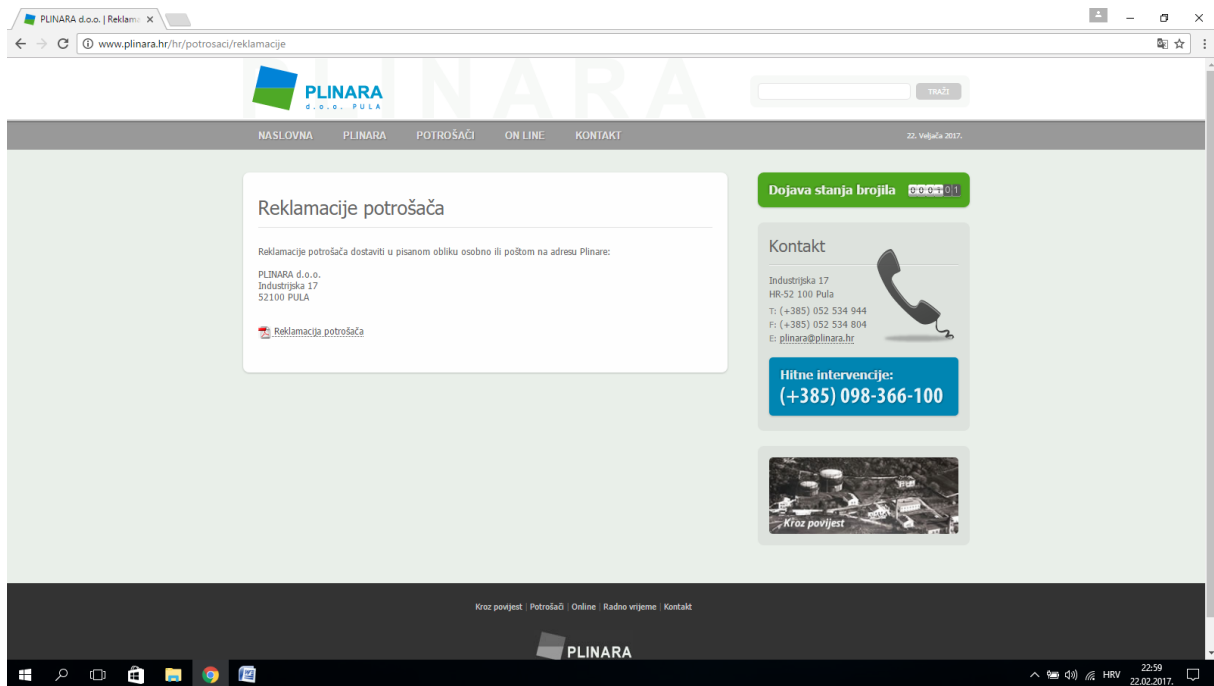 PLINARA d.o.o. | Reklama
www.plinara.hr/hr/potrosaci/reklamacije
PLINARA
PLINARA
d.o.o. PULA
TRAŽI
NASLOVNA PLINARA POTROŠAČI ON LINE KONTAKT
22. Veljača 2017.
Reklamacije potrošača
Reklamacije potrošača dostaviti u pisanom obliku osobno ili poštom na adresu Plinare:
PLINARA d.o.o.
Industrijska 17
52100 PULA
Reklamacija potrošača
Dojava stanja brojila 000101
Kontakt
Industrijska 17
HR-52 100 Pula
T: (+385) 052 534 944
F: (+385) 052 534 804
E: plinara@plinara.hr
Hitne intervencije:
(+385) 098-366-100
Kroz povijest
Kroz povijest | Potrošači | Online | Radno vrijeme | Kontakt
PLINARA
HRV
22:59
22.02.2017.